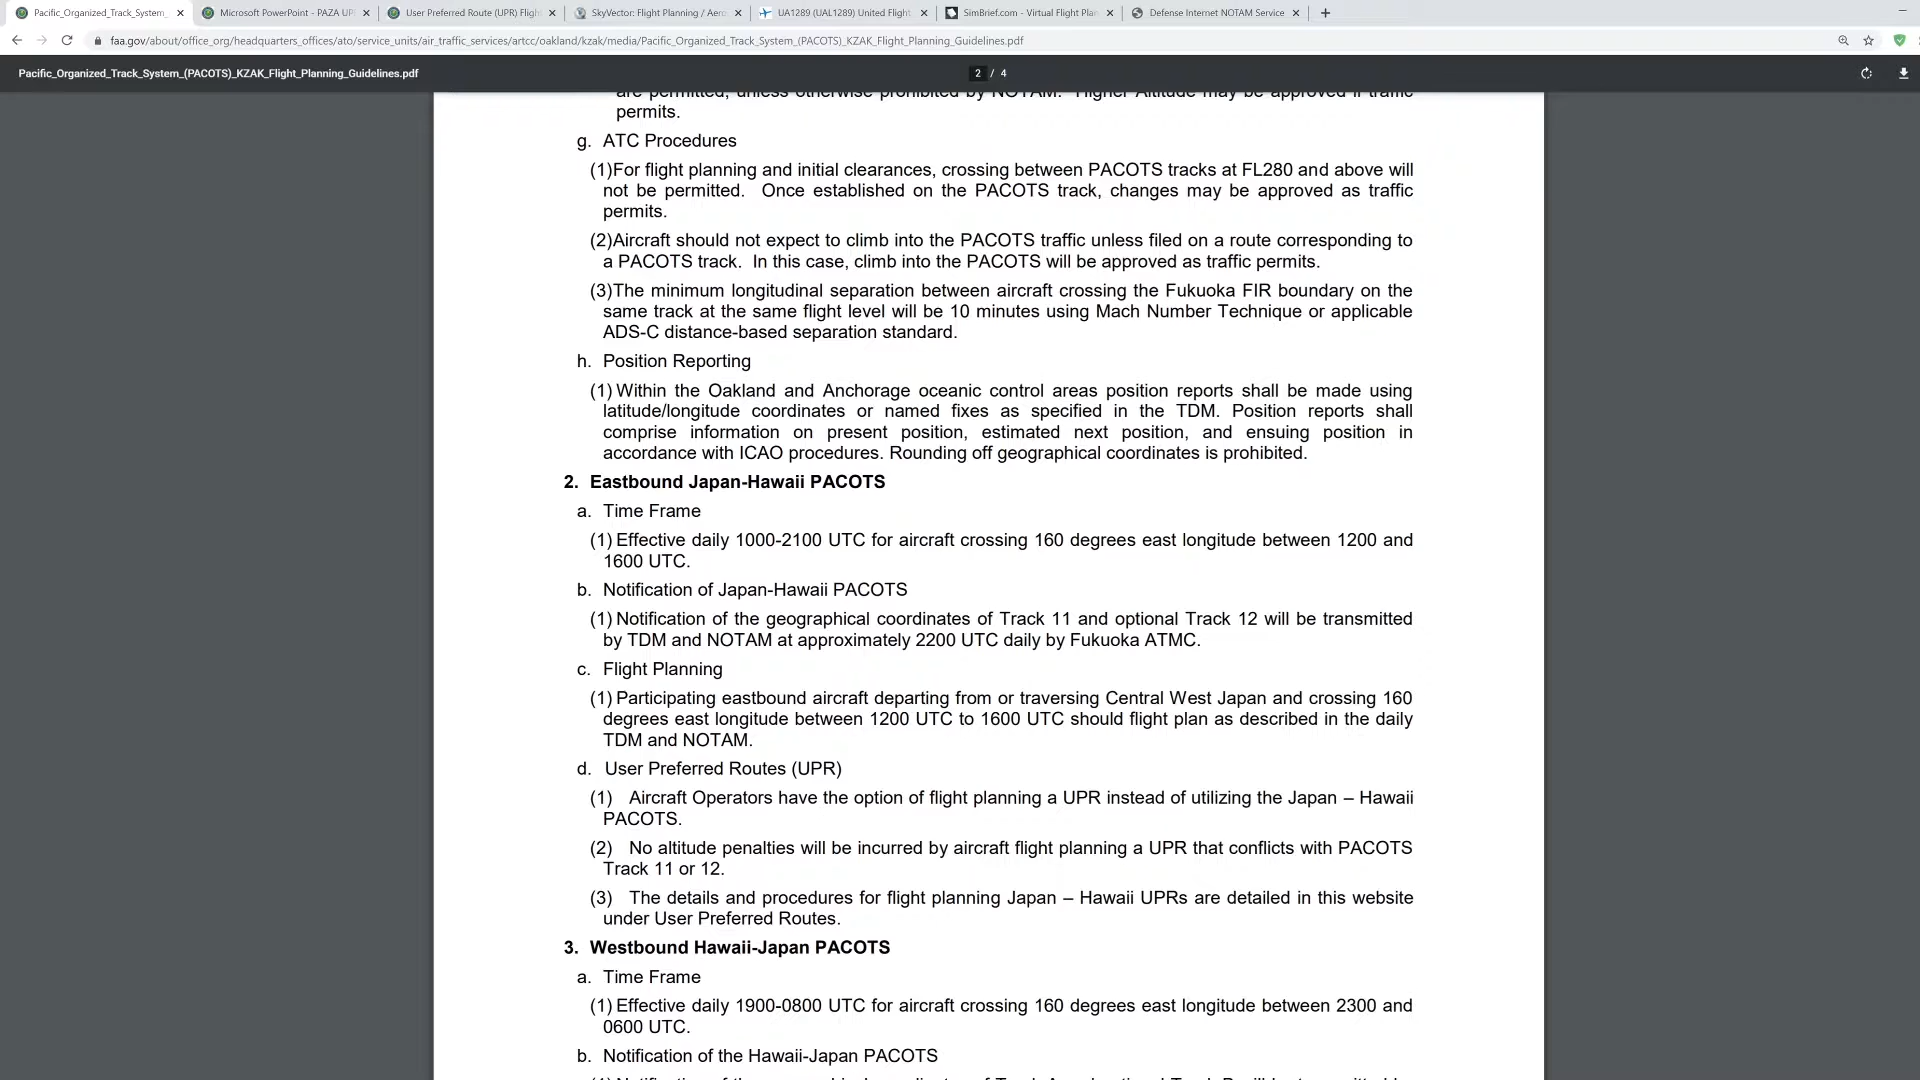 Pacific_Organized_Track_System_
Microsoft PowerPoint - PAZA UP
User Preferred Route (UPR) Flight
SkyVector: Flight Planning / Aero
UA1289 (UAL1289) United Flight
SimBrief.com - Virtual Flight Plan
Defense Internet NOTAM Service
faa.gov/about/office_org/headquarters_offices/ato/service_units/air_traffic_services/artcc/oakland/kzak/media/Pacific_Organized_Track_System_(PACOTS)_KZAK_Flight_Planning_Guidelines.pdf
Pacific_Organized_Track_System_(PACOTS)_KZAK_Flight_Planning_Guidelines.pdf
2 / 4
are permitted, unless otherwise prohibited by NOTAM. Higher Altitude may be approved if traffic
permits.
g. ATC Procedures
(1)For flight planning and initial clearances, crossing between PACOTS tracks at FL280 and above will
not be permitted. Once established on the PACOTS track, changes may be approved as traffic
permits.
(2)Aircraft should not expect to climb into the PACOTS traffic unless filed on a route corresponding to
a PACOTS track. In this case, climb into the PACOTS will be approved as traffic permits.
(3)The minimum longitudinal separation between aircraft crossing the Fukuoka FIR boundary on the
same track at the same flight level will be 10 minutes using Mach Number Technique or applicable
ADS-C distance-based separation standard.
h. Position Reporting
(1) Within the Oakland and Anchorage oceanic control areas position reports shall be made using
latitude/longitude coordinates or named fixes as specified in the TDM. Position reports shall
comprise information on present position, estimated next position, and ensuing position in
accordance with ICAO procedures. Rounding off geographical coordinates is prohibited.
2. Eastbound Japan-Hawaii PACOTS
a. Time Frame
(1) Effective daily 1000-2100 UTC for aircraft crossing 160 degrees east longitude between 1200 and
1600 UTC.
b. Notification of Japan-Hawaii PACOTS
(1) Notification of the geographical coordinates of Track 11 and optional Track 12 will be transmitted
by TDM and NOTAM at approximately 2200 UTC daily by Fukuoka ATMC.
c. Flight Planning
(1) Participating eastbound aircraft departing from or traversing Central West Japan and crossing 160
degrees east longitude between 1200 UTC to 1600 UTC should flight plan as described in the daily
TDM and NOTAM.
d. User Preferred Routes (UPR)
(1) Aircraft Operators have the option of flight planning a UPR instead of utilizing the Japan – Hawaii
PACOTS.
(2) No altitude penalties will be incurred by aircraft flight planning a UPR that conflicts with PACOTS
Track 11 or 12.
(3) The details and procedures for flight planning Japan – Hawaii UPRs are detailed in this website
under User Preferred Routes.
3. Westbound Hawaii-Japan PACOTS
a. Time Frame
(1) Effective daily 1900-0800 UTC for aircraft crossing 160 degrees east longitude between 2300 and
0600 UTC.
b. Notification of the Hawaii-Japan PACOTS